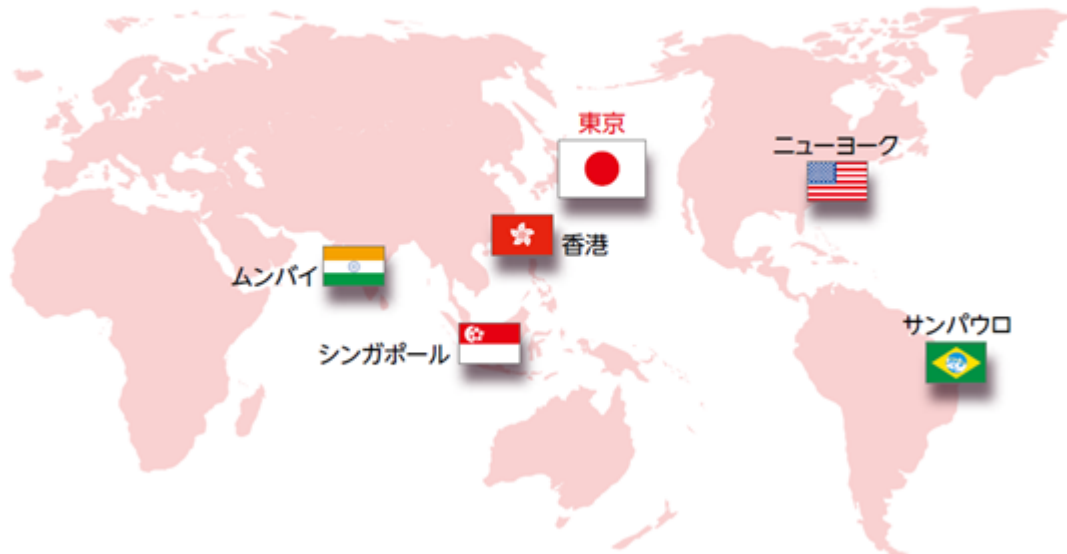 東京
ニューヨーク
香港
ムンバイ
サンパウロ
シンガポール